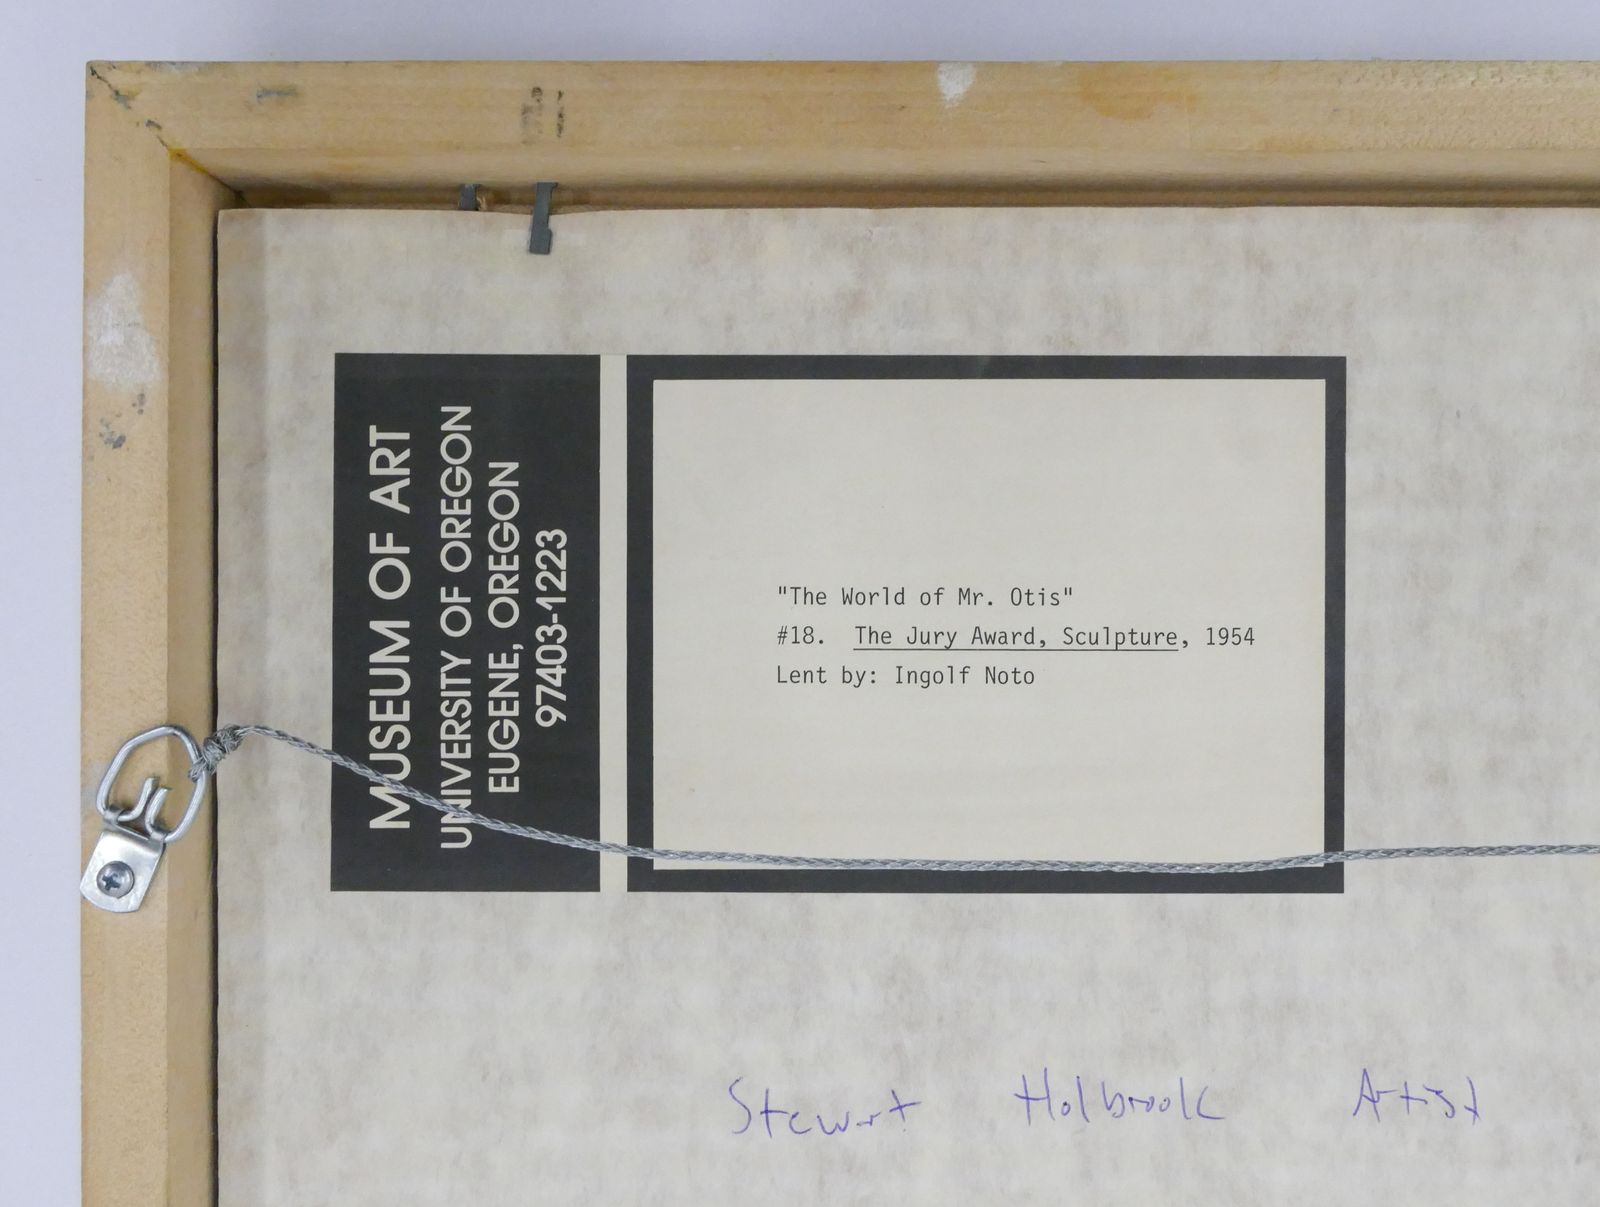 MUSEUM OF ART
UNIVERSITY OF OREGON
EUGENE, OREGON
97403-1223
"The World of Mr. Otis"
#18. The Jury Award, Sculpture, 1954
Lent by: Ingolf Noto
Stewart Holbrook Artist